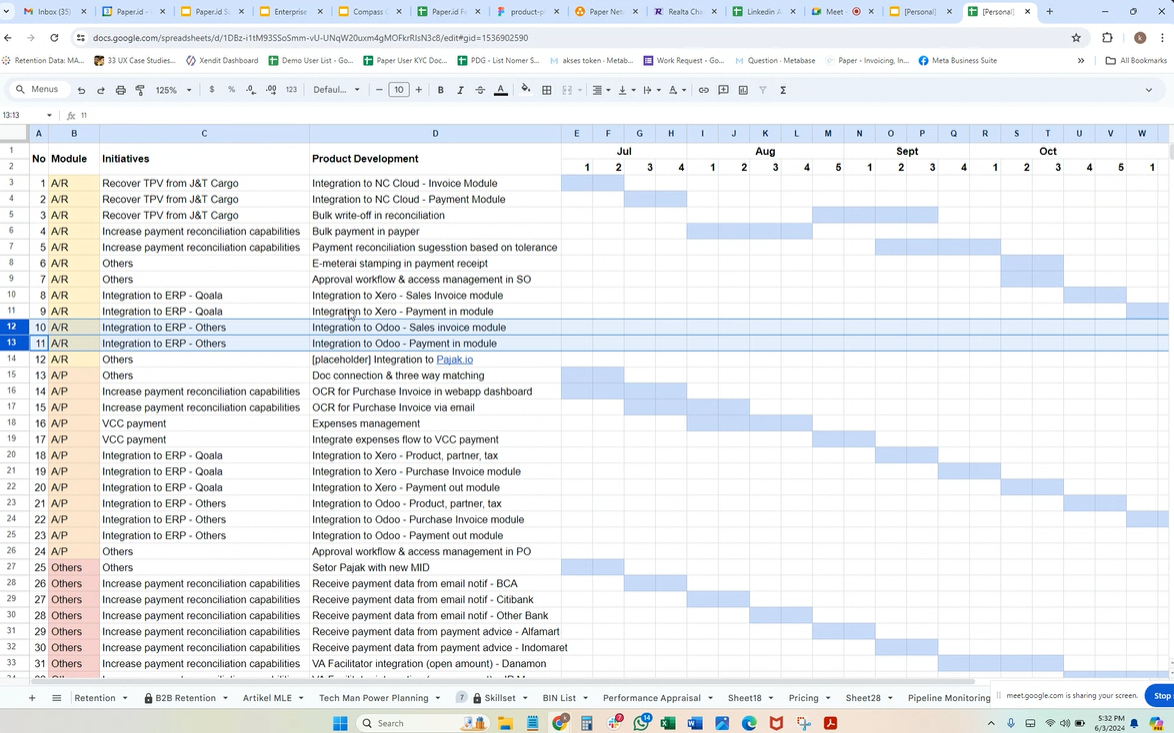 Inbox (35)
Paper.id -
Paper.id S
Enterprise
Compass
Paper.id F
product-p
Paper Net
Realta Cha
Linkedin A
Meet -
[Personal]
[Personal]
docs.google.com/spreadsheets/d/1DBz-i1tM93SSoSmm-vU-UNqW20uxm4gMOFkrRIsN3c8/edit#gid=1536902590
Retention Data: MA...
33 UX Case Studies...
Xendit Dashboard
Demo User List - Go...
Paper User KYC Doc...
PDG - List Nomer S...
akses token - Metab...
Work Request - Go...
Question · Metabase
Paper - Invoicing, In...
Meta Business Suite
All Bookmarks
Menus 125% $ % .0 .00 123 Defaul... 10 B I S A
13:13 fx 11
A B C D E F G H I J K L M N O P Q R S T U V W
1 No Module Initiatives Product Development Jul Aug Sept Oct
2 1 2 3 4 1 2 3 4 5 1 2 3 4 1 2 3 4 5 1
3 1 A/R Recover TPV from J&T Cargo Integration to NC Cloud - Invoice Module
4 2 A/R Recover TPV from J&T Cargo Integration to NC Cloud - Payment Module
5 3 A/R Recover TPV from J&T Cargo Bulk write-off in reconciliation
6 4 A/R Increase payment reconciliation capabilities Bulk payment in payper
7 5 A/R Increase payment reconciliation capabilities Payment reconciliation sugesstion based on tolerance
8 6 A/R Others E-meterai stamping in payment receipt
9 7 A/R Others Approval workflow & access management in SO
10 8 A/R Integration to ERP - Qoala Integration to Xero - Sales Invoice module
11 9 A/R Integration to ERP - Qoala Integration to Xero - Payment in module
12 10 A/R Integration to ERP - Others Integration to Odoo - Sales invoice module
13 11 A/R Integration to ERP - Others Integration to Odoo - Payment in module
14 12 A/R Others [placeholder] Integration to Pajak.io
15 13 A/P Others Doc connection & three way matching
16 14 A/P Increase payment reconciliation capabilities OCR for Purchase Invoice in webapp dashboard
17 15 A/P Increase payment reconciliation capabilities OCR for Purchase Invoice via email
18 16 A/P VCC payment Expenses management
19 17 A/P VCC payment Integrate expenses flow to VCC payment
20 18 A/P Integration to ERP - Qoala Integration to Xero - Product, partner, tax
21 19 A/P Integration to ERP - Qoala Integration to Xero - Purchase Invoice module
22 20 A/P Integration to ERP - Qoala Integration to Xero - Payment out module
23 21 A/P Integration to ERP - Others Integration to Odoo - Product, partner, tax
24 22 A/P Integration to ERP - Others Integration to Odoo - Purchase Invoice module
25 23 A/P Integration to ERP - Others Integration to Odoo - Payment out module
26 24 A/P Others Approval workflow & access management in PO
27 25 Others Others Setor Pajak with new MID
28 26 Others Increase payment reconciliation capabilities Receive payment data from email notif - BCA
29 27 Others Increase payment reconciliation capabilities Receive payment data from email notif - Citibank
30 28 Others Increase payment reconciliation capabilities Receive payment data from email notif - Other Bank
31 29 Others Increase payment reconciliation capabilities Receive payment data from payment advice - Alfamart
32 30 Others Increase payment reconciliation capabilities Receive payment data from payment advice - Indomaret
33 31 Others Increase payment reconciliation capabilities VA Facilitator integration (open amount) - Danamon
Retention B2B Retention Artikel MLE Tech Man Power Planning 7 Skillset BIN List Performance Appraisal Sheet18 Pricing Sheet28 Pipeline Monitoring
meet.google.com is sharing your screen. Stop
Search
7
14
5:32 PM
6/3/2024